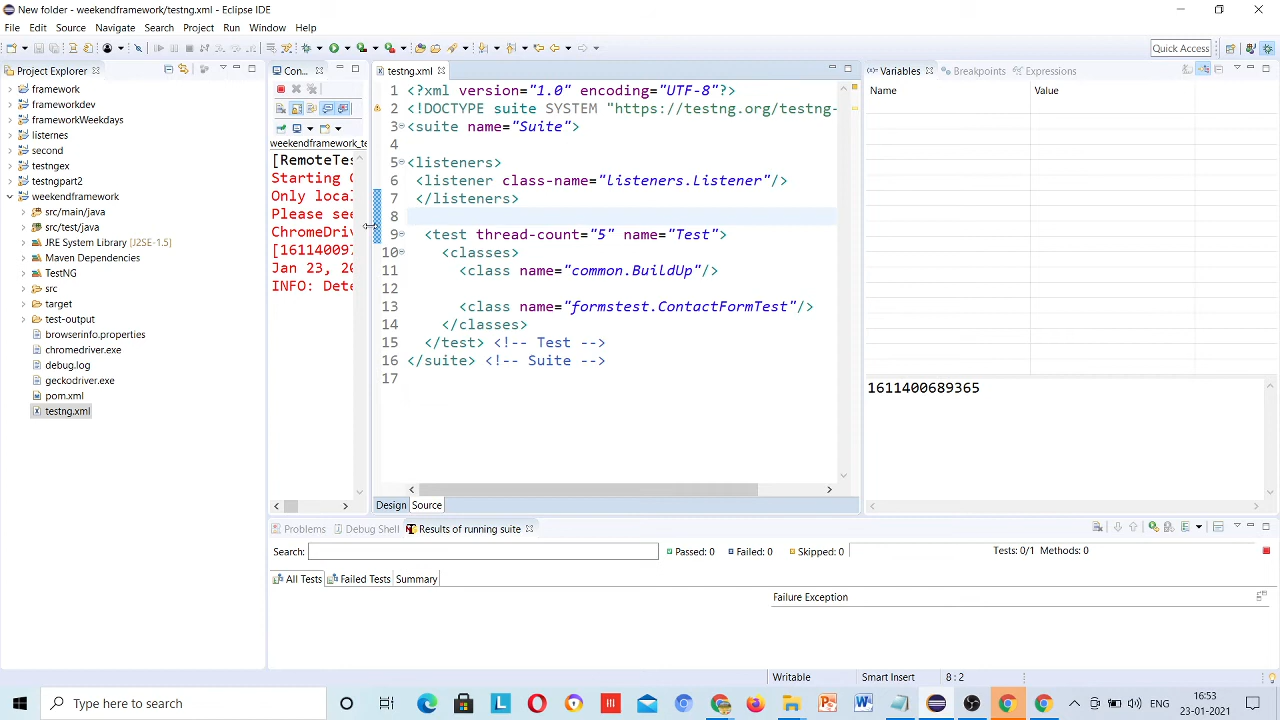 New folder - weekendframework/testng.xml - Eclipse IDE
File Edit Source Navigate Search Project Run Window Help
Quick Access
Project Explorer
framework
frameworkdev
frameworkWeekdays
listenes
second
testngex
testngpart2
weekendframework
src/main/java
src/test/java
JRE System Library [J2SE-1.5]
Maven Dependencies
TestNG
src
target
test-output
browserinfo.properties
chromedriver.exe
debug.log
geckodriver.exe
pom.xml
testng.xml
Con...
weekendframework_te
[RemoteTes
Starting C
Only loca
Please see
ChromeDriv
[161140097
Jan 23, 20
INFO: Dete
testng.xml
1 <?xml version="1.0" encoding="UTF-8"?>
2 <!DOCTYPE suite SYSTEM "https://testng.org/testng-
3 <suite name="Suite">
4
5 <listeners>
6 <listener class-name="listeners.Listener"/>
7 </listeners>
8
9 <test thread-count="5" name="Test">
10 <classes>
11 <class name="common.BuildUp"/>
12
13 <class name="formstest.ContactFormTest"/>
14 </classes>
15 </test> <!-- Test -->
16 </suite> <!-- Suite -->
17
Design Source
Variables Breakpoints Expressions
Name Value
1611400689365
Problems Debug Shell Results of running suite
Search: Passed: 0 Failed: 0 Skipped: 0 Tests: 0/1 Methods: 0
All Tests Failed Tests Summary
Failure Exception
Writable Smart Insert 8 : 2
Type here to search
ENG
16:53
23-01-2021